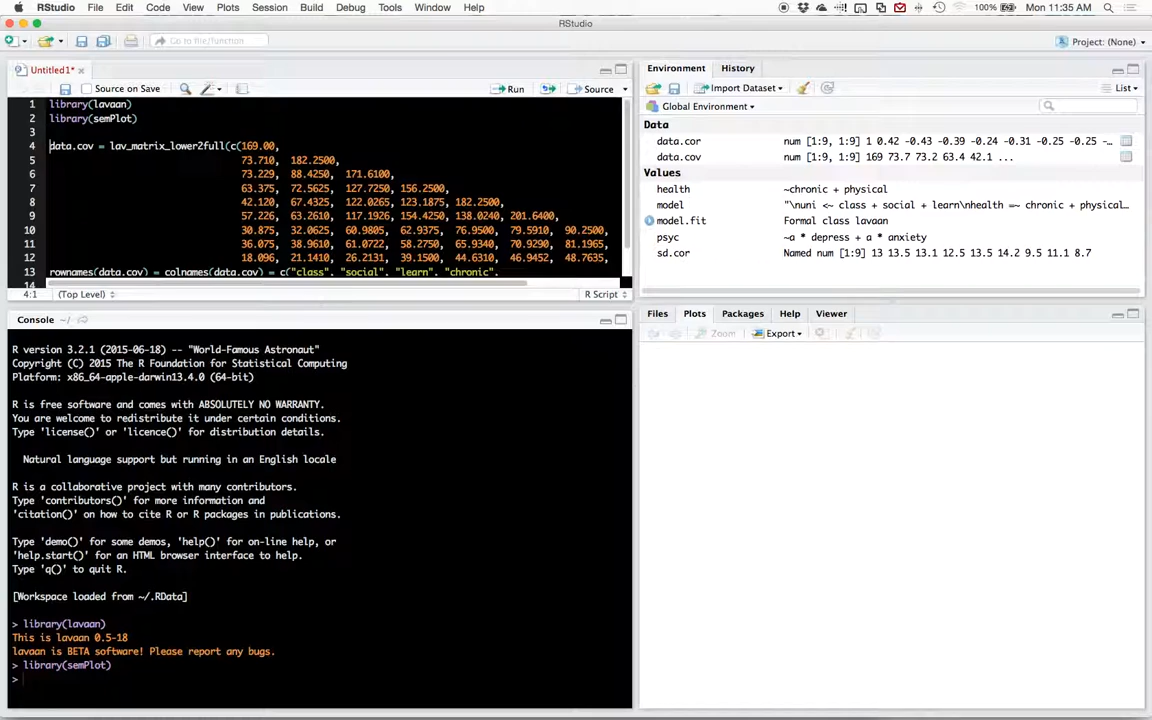 RStudio File Edit Code View Plots Session Build Debug Tools Window Help 100% Mon 11:35 AM
RStudio
Go to file/function Project: (None)
Untitled1*
Source on Save Run Source
1 library(lavaan)
2 library(semPlot)
3
4 data.cov = lav_matrix_lower2full(c(169.00,
5 73.710, 182.2500,
6 73.229, 88.4250, 171.6100,
7 63.375, 72.5625, 127.7250, 156.2500,
8 42.120, 67.4325, 122.0265, 123.1875, 182.2500,
9 57.226, 63.2610, 117.1926, 154.4250, 138.0240, 201.6400,
10 30.875, 32.0625, 60.9805, 62.9375, 76.9500, 79.5910, 90.2500,
11 36.075, 38.9610, 61.0722, 58.2750, 65.9340, 70.9290, 81.1965,
12 18.096, 21.1410, 26.2131, 39.1500, 44.6310, 46.9452, 48.7635,
13 rownames(data.cov) = colnames(data.cov) = c("class", "social", "learn", "chronic",
14
4:1 (Top Level) R Script
Console ~/
R version 3.2.1 (2015-06-18) -- "World-Famous Astronaut"
Copyright (C) 2015 The R Foundation for Statistical Computing
Platform: x86_64-apple-darwin13.4.0 (64-bit)
R is free software and comes with ABSOLUTELY NO WARRANTY.
You are welcome to redistribute it under certain conditions.
Type 'license()' or 'licence()' for distribution details.
Natural language support but running in an English locale
R is a collaborative project with many contributors.
Type 'contributors()' for more information and
'citation()' on how to cite R or R packages in publications.
Type 'demo()' for some demos, 'help()' for on-line help, or
'help.start()' for an HTML browser interface to help.
Type 'q()' to quit R.
[Workspace loaded from ~/.RData]
> library(lavaan)
This is lavaan 0.5-18
lavaan is BETA software! Please report any bugs.
> library(semPlot)
>
Environment History
Import Dataset List
Global Environment
Data
data.cor num [1:9, 1:9] 1 0.42 -0.43 -0.39 -0.24 -0.31 -0.25 -0.25 -…
data.cov num [1:9, 1:9] 169 73.7 73.2 63.4 42.1 ...
Values
health ~chronic + physical
model "\nuni <~ class + social + learn\nhealth =~ chronic + physical…
model.fit Formal class lavaan
psyc ~a * depress + a * anxiety
sd.cor Named num [1:9] 13 13.5 13.1 12.5 13.5 14.2 9.5 11.1 8.7
Files Plots Packages Help Viewer
Zoom Export